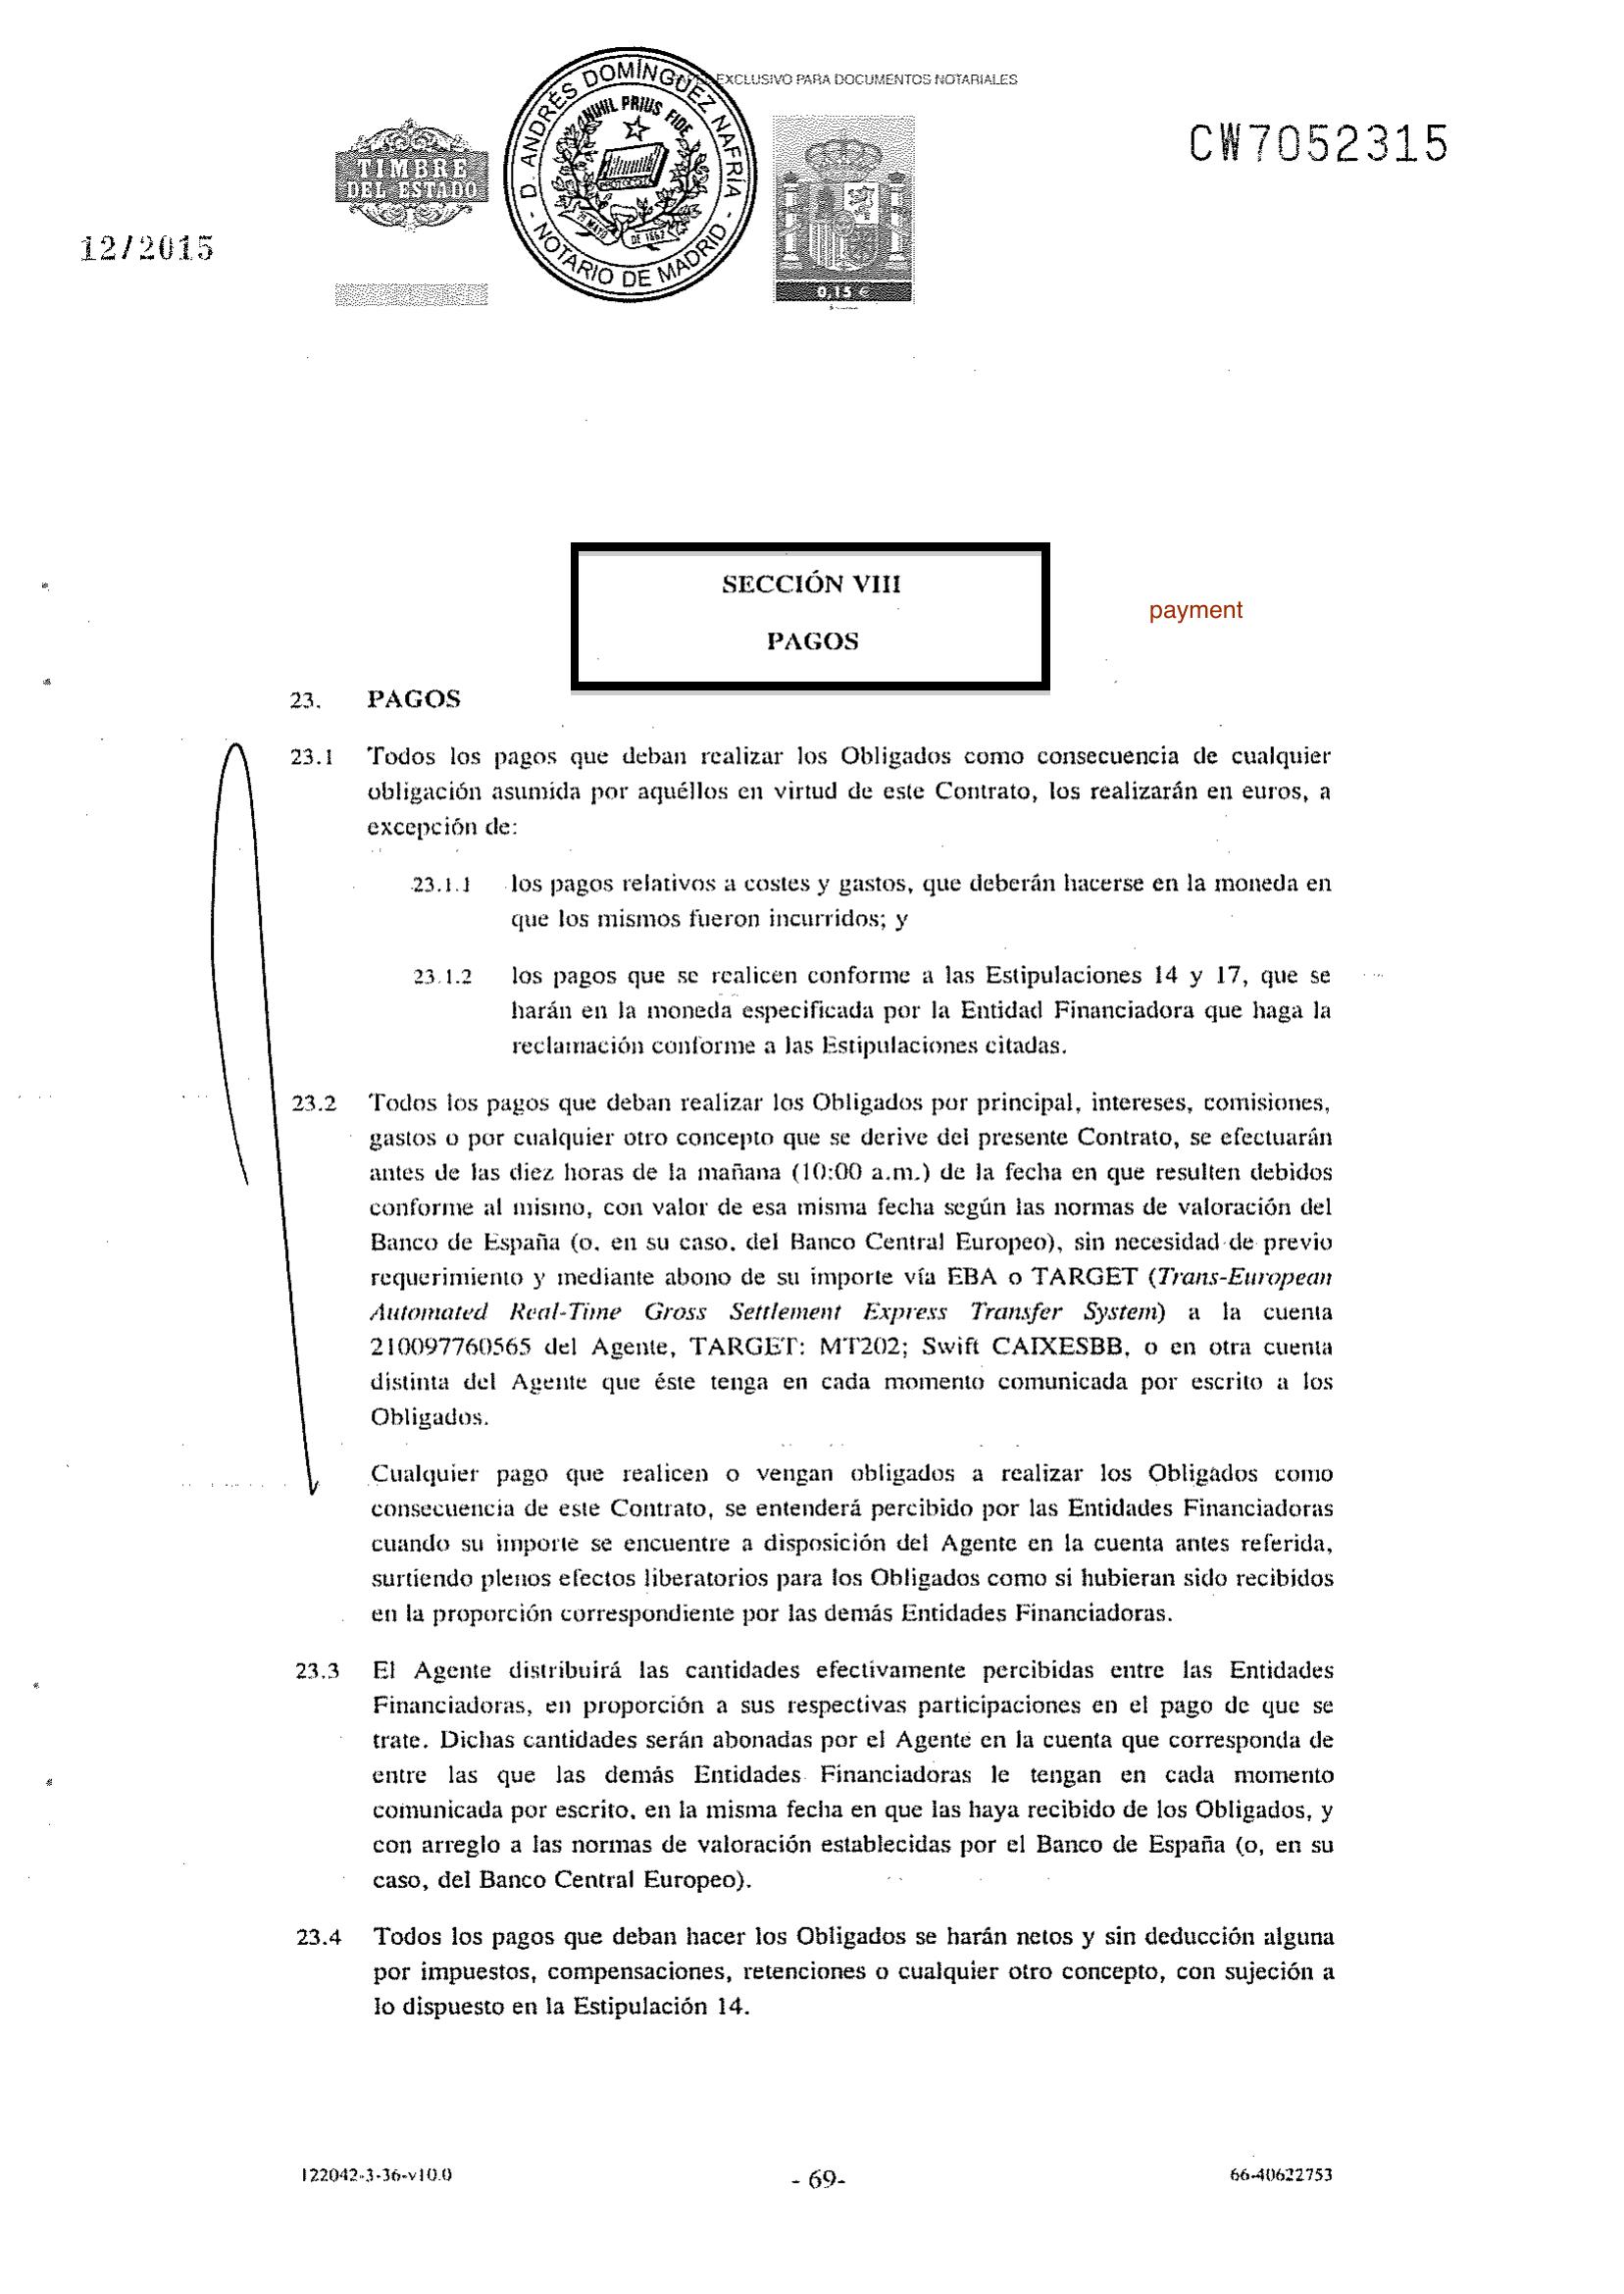 EXCLUSIVO PARA DOCUMENTOS NOTARIALES
D. ANDRÉS DOMÍNGUEZ NAFRÍA
- NOTARIO DE MADRID -
NIHIL PRIUS FIDE
PROTOCOLO
DE 1862
TIMBRE
DEL ESTADO
0,15 €
CW7052315
12/2015
SECCIÓN VIII
PAGOS
payment
23. PAGOS
23.1 Todos los pagos que deban realizar los Obligados como consecuencia de cualquier
obligación asumida por aquéllos en virtud de este Contrato, los realizarán en euros, a
excepción de:
23.1.1 los pagos relativos a costes y gastos, que deberán hacerse en la moneda en
que los mismos fueron incurridos; y
23.1.2 los pagos que se realicen conforme a las Estipulaciones 14 y 17, que se
harán en la moneda especificada por la Entidad Financiadora que haga la
reclamación conforme a las Estipulaciones citadas.
23.2 Todos los pagos que deban realizar los Obligados por principal, intereses, comisiones,
gastos o por cualquier otro concepto que se derive del presente Contrato, se efectuarán
antes de las diez horas de la mañana (10:00 a.m.) de la fecha en que resulten debidos
conforme al mismo, con valor de esa misma fecha según las normas de valoración del
Banco de España (o, en su caso, del Banco Central Europeo), sin necesidad de previo
requerimiento y mediante abono de su importe vía EBA o TARGET (Trans-European
Automated Real-Time Gross Settlement Express Transfer System) a la cuenta
210097760565 del Agente, TARGET: MT202; Swift CAIXESBB, o en otra cuenta
distinta del Agente que éste tenga en cada momento comunicada por escrito a los
Obligados.
Cualquier pago que realicen o vengan obligados a realizar los Obligados como
consecuencia de este Contrato, se entenderá percibido por las Entidades Financiadoras
cuando su importe se encuentre a disposición del Agente en la cuenta antes referida,
surtiendo plenos efectos liberatorios para los Obligados como si hubieran sido recibidos
en la proporción correspondiente por las demás Entidades Financiadoras.
23.3 El Agente distribuirá las cantidades efectivamente percibidas entre las Entidades
Financiadoras, en proporción a sus respectivas participaciones en el pago de que se
trate. Dichas cantidades serán abonadas por el Agente en la cuenta que corresponda de
entre las que las demás Entidades Financiadoras le tengan en cada momento
comunicada por escrito, en la misma fecha en que las haya recibido de los Obligados, y
con arreglo a las normas de valoración establecidas por el Banco de España (o, en su
caso, del Banco Central Europeo).
23.4 Todos los pagos que deban hacer los Obligados se harán netos y sin deducción alguna
por impuestos, compensaciones, retenciones o cualquier otro concepto, con sujeción a
lo dispuesto en la Estipulación 14.
122042-3-36-v10.0
- 69-
66-40622753